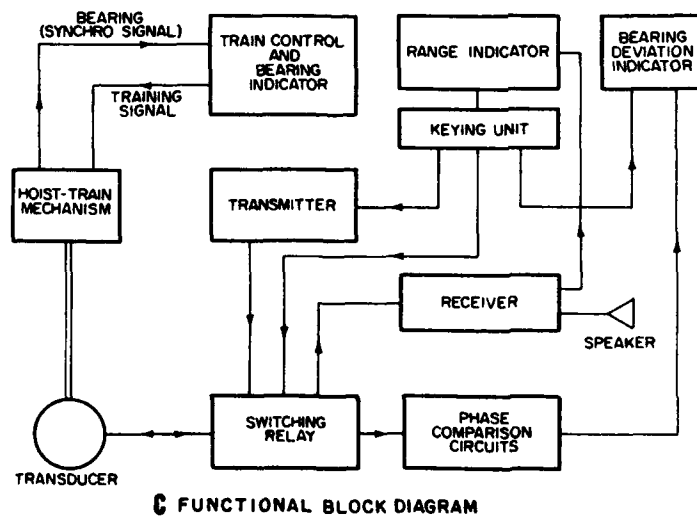 BEARING
(SYNCHRO SIGNAL)
TRAIN CONTROL
AND
BEARING
INDICATOR
TRAINING
SIGNAL
RANGE INDICATOR
BEARING
DEVIATION
INDICATOR
KEYING UNIT
HOIST-TRAIN
MECHANISM
TRANSMITTER
RECEIVER
SPEAKER
SWITCHING
RELAY
PHASE
COMPARISON
CIRCUITS
TRANSDUCER
C FUNCTIONAL BLOCK DIAGRAM